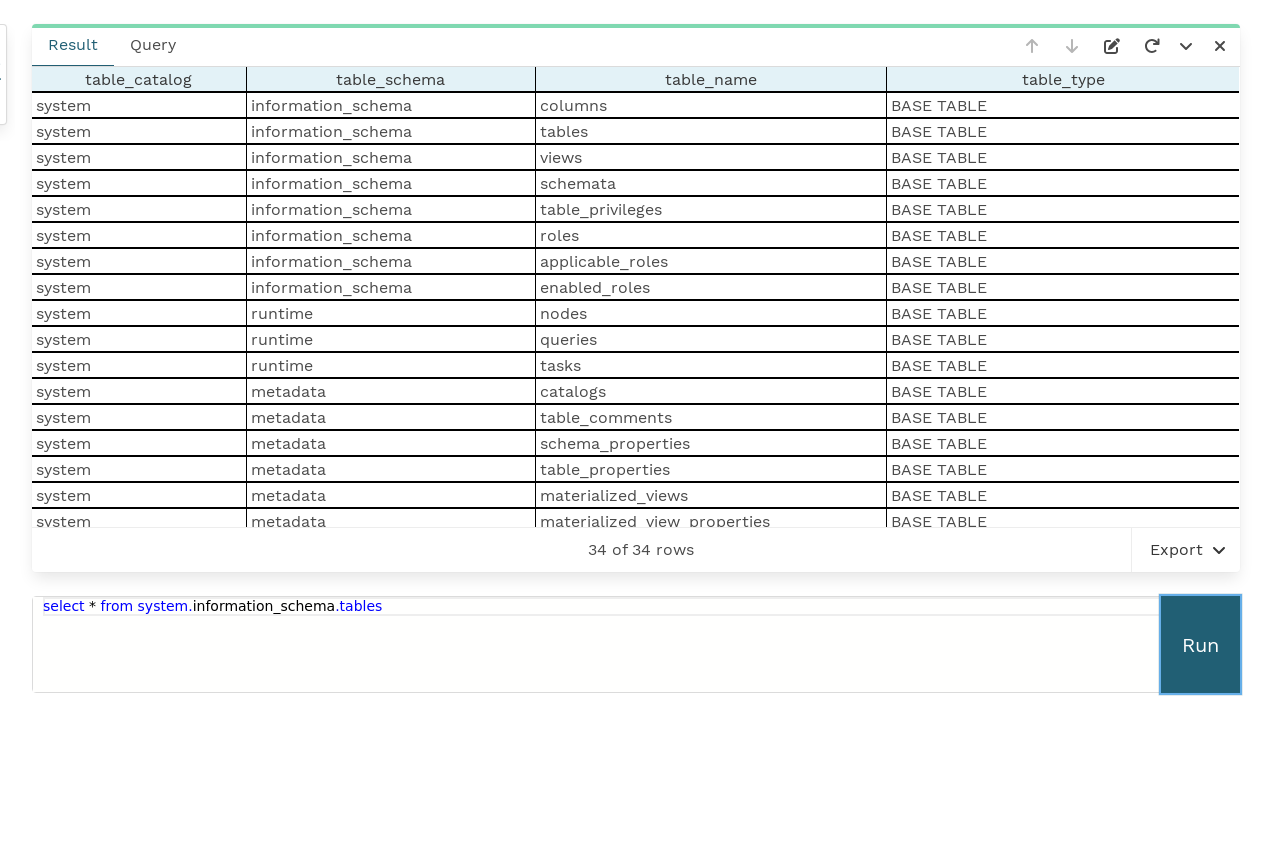 Result Query
table_catalog table_schema table_name table_type
system information_schema columns BASE TABLE
system information_schema tables BASE TABLE
system information_schema views BASE TABLE
system information_schema schemata BASE TABLE
system information_schema table_privileges BASE TABLE
system information_schema roles BASE TABLE
system information_schema applicable_roles BASE TABLE
system information_schema enabled_roles BASE TABLE
system runtime nodes BASE TABLE
system runtime queries BASE TABLE
system runtime tasks BASE TABLE
system metadata catalogs BASE TABLE
system metadata table_comments BASE TABLE
system metadata schema_properties BASE TABLE
system metadata table_properties BASE TABLE
system metadata materialized_views BASE TABLE
system metadata materialized_view_properties BASE TABLE
34 of 34 rows Export
select * from system.information_schema.tables
Run